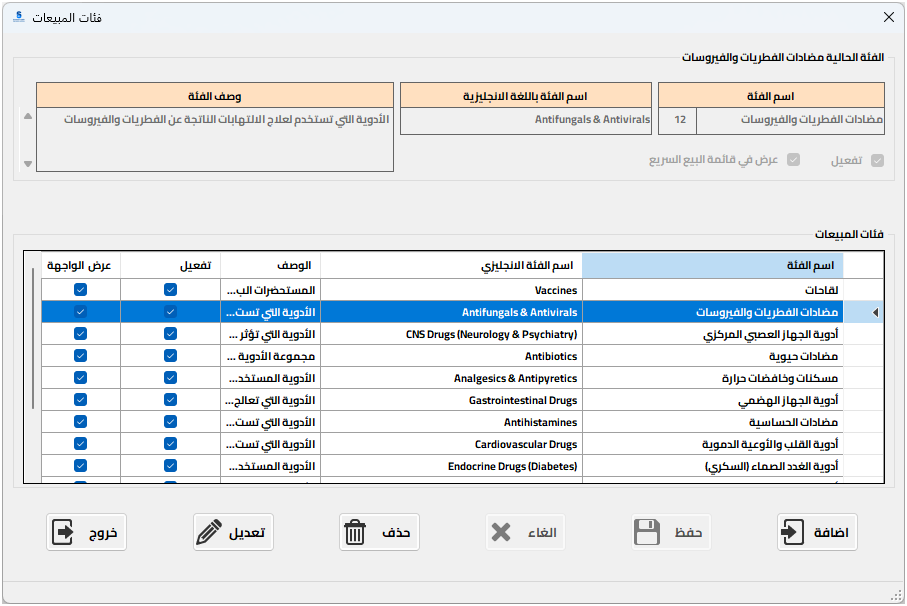 فئات المبيعات
الفئة الحالية مضادات الفطريات والفيروسات
اسم الفئة
اسم الفئة باللغة الانجليزية
وصف الفئة
مضادات الفطريات والفيروسات
12
Antifungals & Antivirals
الأدوية التي تستخدم لعلاج الالتهابات الناتجة عن الفطريات والفيروسات
تفعيل
عرض في قائمة البيع السريع
فئات المبيعات
اسم الفئة اسم الفئة الانجليزي الوصف تفعيل عرض الواجهة
لقاحات Vaccines المستحضرات الب...
مضادات الفطريات والفيروسات Antifungals & Antivirals الأدوية التي تست...
أدوية الجهاز العصبي المركزي CNS Drugs (Neurology & Psychiatry) الأدوية التي تؤثر ...
مضادات حيوية Antibiotics مجموعة الأدوية ...
مسكنات وخافضات حرارة Analgesics & Antipyretics الأدوية المستخد...
أدوية الجهاز الهضمي Gastrointestinal Drugs الأدوية التي تعالج...
مضادات الحساسية Antihistamines الأدوية التي تست...
أدوية القلب والأوعية الدموية Cardiovascular Drugs الأدوية التي تست...
أدوية الغدد الصماء (السكري) Endocrine Drugs (Diabetes) الأدوية المستخد...
اضافة
حفظ
الغاء
حذف
تعديل
خروج